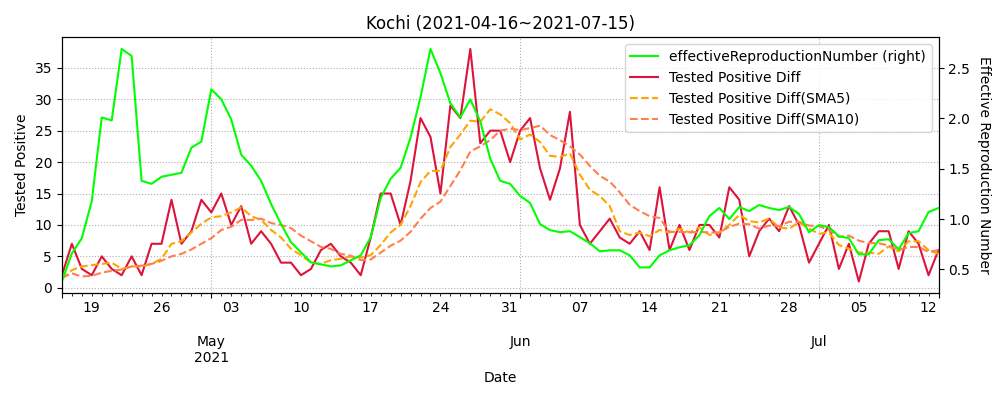 Kochi (2021-04-16~2021-07-15)
effectiveReproductionNumber (right)
Tested Positive Diff
Tested Positive Diff(SMA5)
Tested Positive Diff(SMA10)
Tested Positive
35
30
25
20
15
10
5
0
2.5
2.0
1.5
1.0
0.5
Effective Reproduction Number
19 26 03 10 17 24 31 07 14 21 28 05 12
May Jun Jul
2021
Date